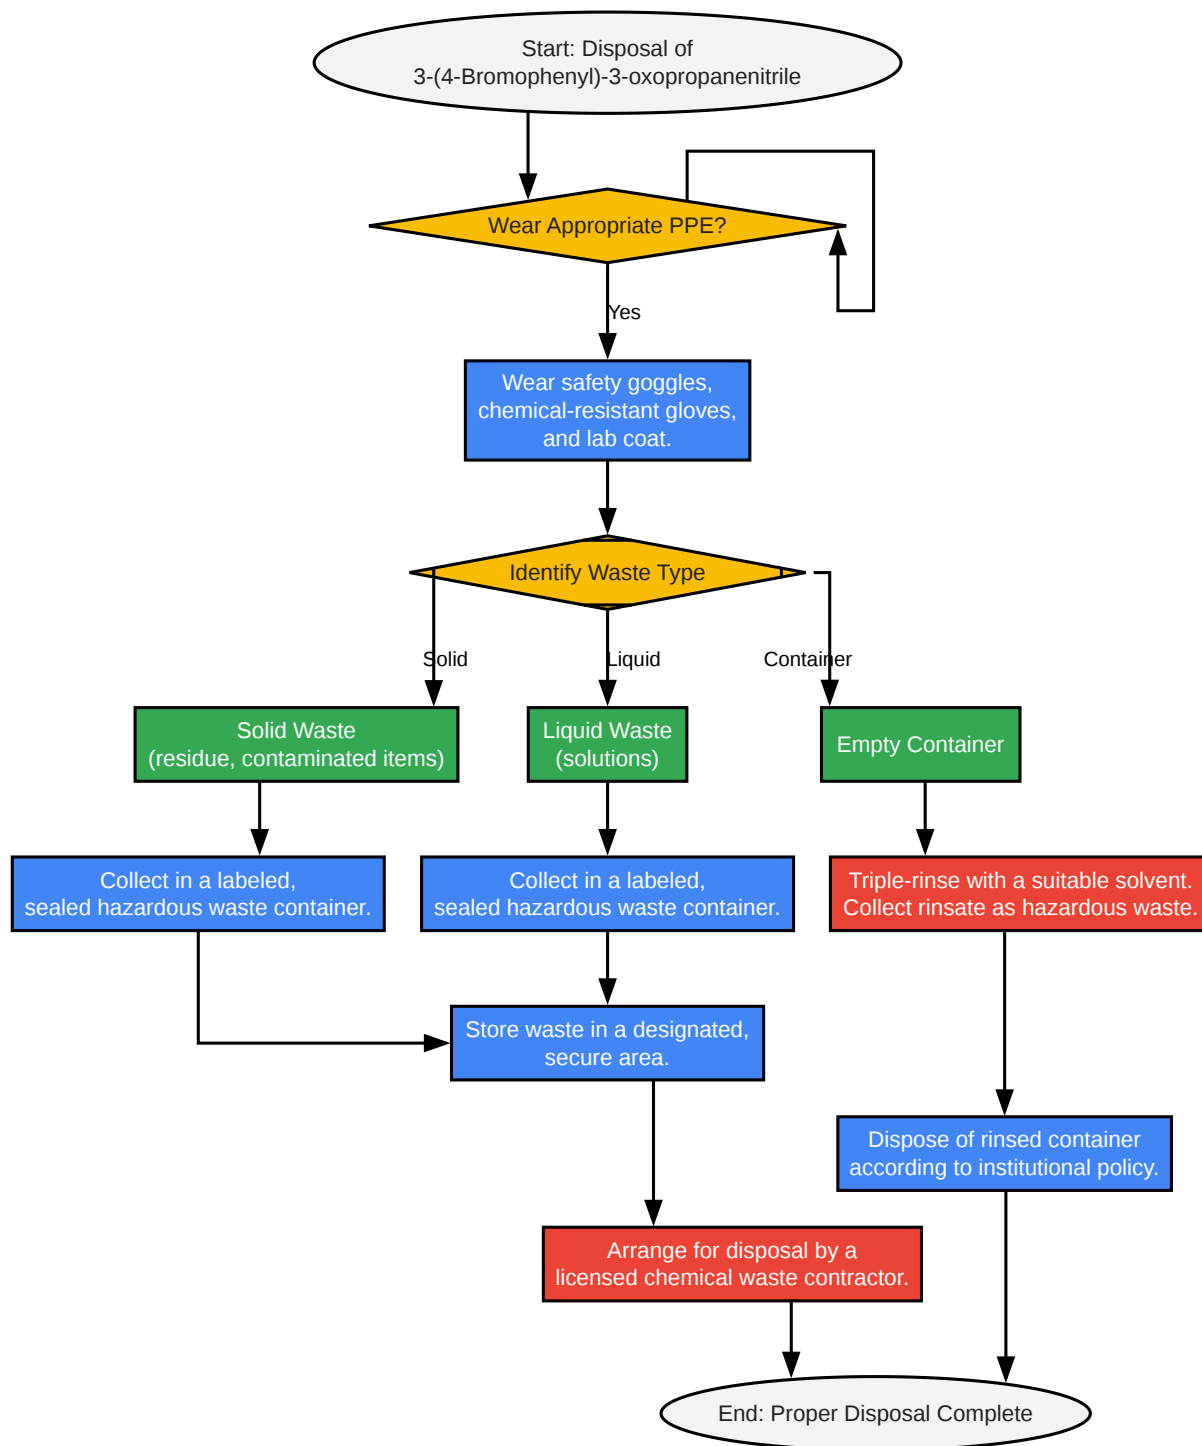 Start: Disposal of
3-(4-Bromophenyl)-3-oxopropanenitrile
Wear Appropriate PPE?
Yes
Wear safety goggles,
chemical-resistant gloves,
and lab coat.
Identify Waste Type
Solid
Liquid
Container
Solid Waste
(residue, contaminated items)
Liquid Waste
(solutions)
Empty Container
Collect in a labeled,
sealed hazardous waste container.
Collect in a labeled,
sealed hazardous waste container.
Triple-rinse with a suitable solvent.
Collect rinsate as hazardous waste.
Store waste in a designated,
secure area.
Dispose of rinsed container
according to institutional policy.
Arrange for disposal by a
licensed chemical waste contractor.
End: Proper Disposal Complete